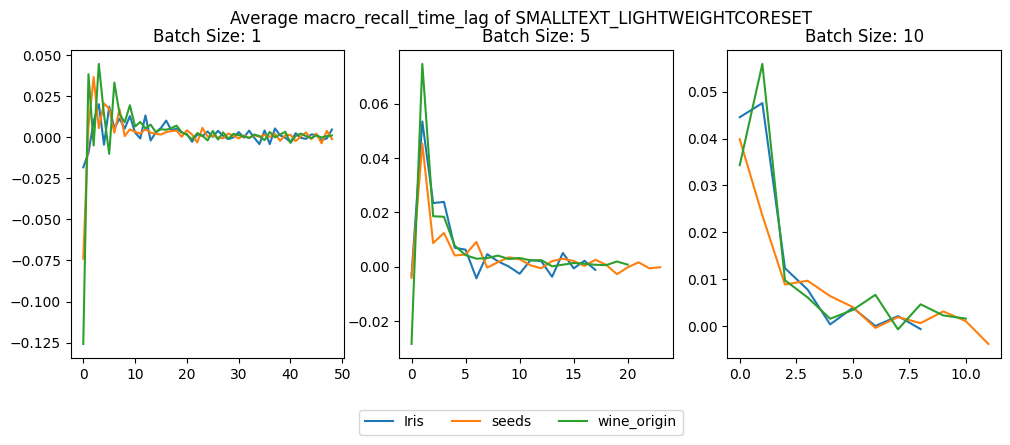 Average macro_recall_time_lag of SMALLTEXT_LIGHTWEIGHTCORESET
Batch Size: 1
0.050
0.025
0.000
−0.025
−0.050
−0.075
−0.100
−0.125
0 10 20 30 40 50
Batch Size: 5
0.06
0.04
0.02
0.00
−0.02
0 5 10 15 20
Batch Size: 10
0.05
0.04
0.03
0.02
0.01
0.00
0.0 2.5 5.0 7.5 10.0
Iris seeds wine_origin